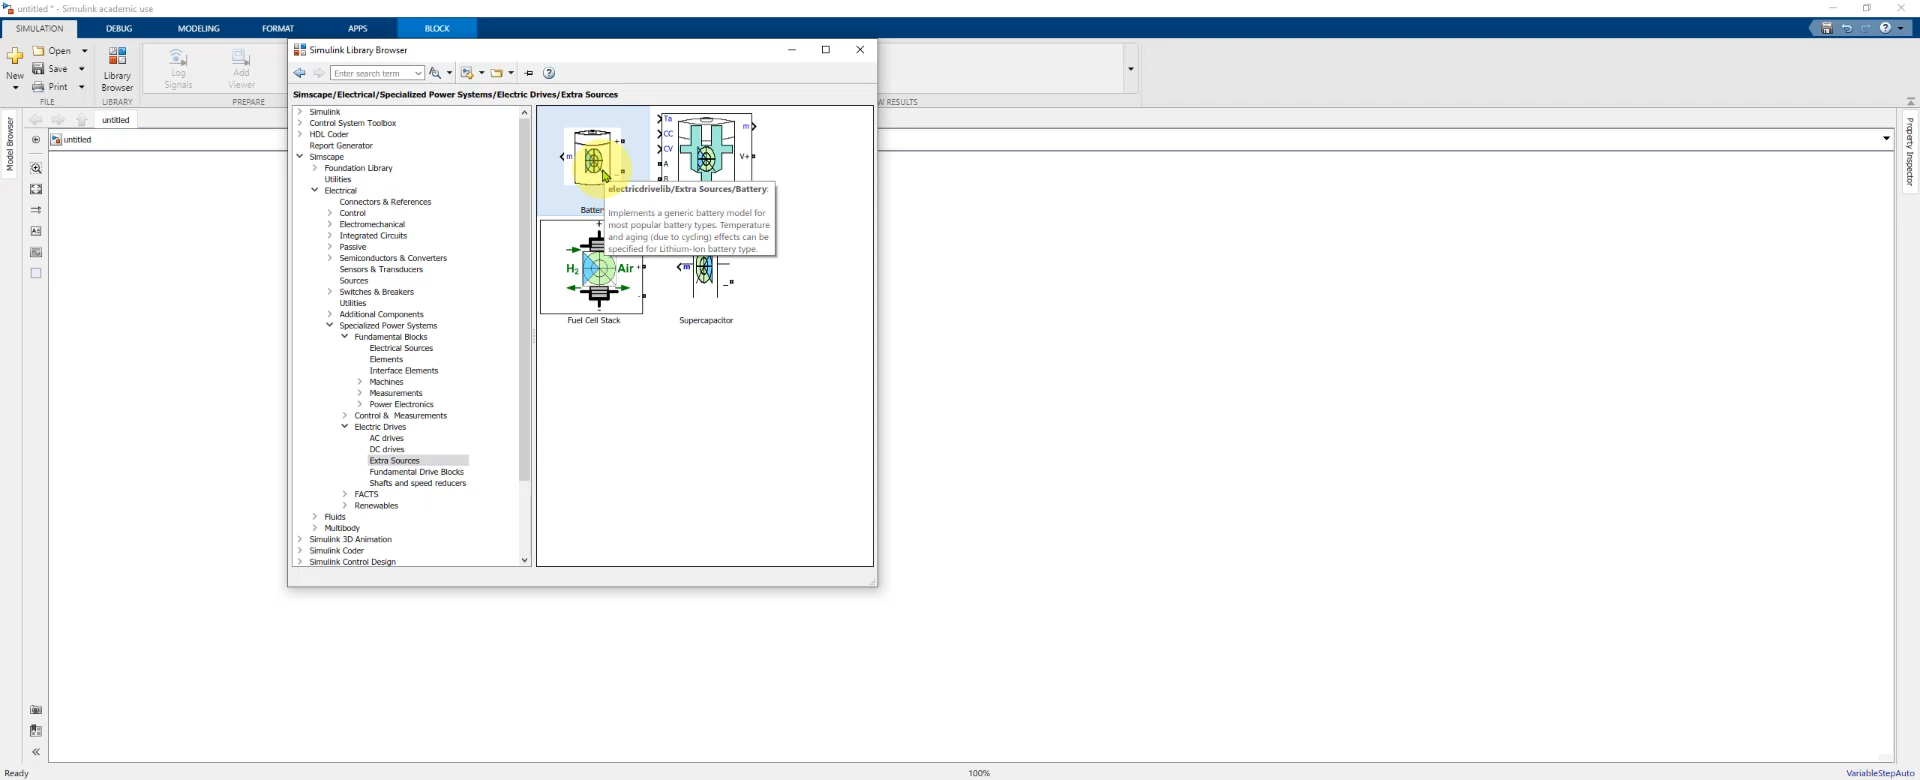 untitled * - Simulink academic use
SIMULATION
DEBUG
MODELING
FORMAT
APPS
BLOCK
New
Open
Save
Print
FILE
Library
Browser
LIBRARY
Log
Signals
Add
Viewer
PREPARE
W RESULTS
Simulink Library Browser
Enter search term
Simscape/Electrical/Specialized Power Systems/Electric Drives/Extra Sources
Simulink
Control System Toolbox
HDL Coder
Report Generator
Simscape
Foundation Library
Utilities
Electrical
Connectors & References
Control
Electromechanical
Integrated Circuits
Passive
Semiconductors & Converters
Sensors & Transducers
Sources
Switches & Breakers
Utilities
Additional Components
Specialized Power Systems
Fundamental Blocks
Electrical Sources
Elements
Interface Elements
Machines
Measurements
Power Electronics
Control & Measurements
Electric Drives
AC drives
DC drives
Extra Sources
Fundamental Drive Blocks
Shafts and speed reducers
FACTS
Renewables
Fluids
Multibody
Simulink 3D Animation
Simulink Coder
Simulink Control Design
m
+
Ta
CC
CV
A
B
m
V+
Batter
electricdrivelib/Extra Sources/Battery:
Implements a generic battery model for
most popular battery types. Temperature
and aging (due to cycling) effects can be
specified for Lithium-Ion battery type.
H2
Air
+
-
Fuel Cell Stack
m
Supercapacitor
Model Browser
untitled
untitled
Property Inspector
Ready
100%
VariableStepAuto